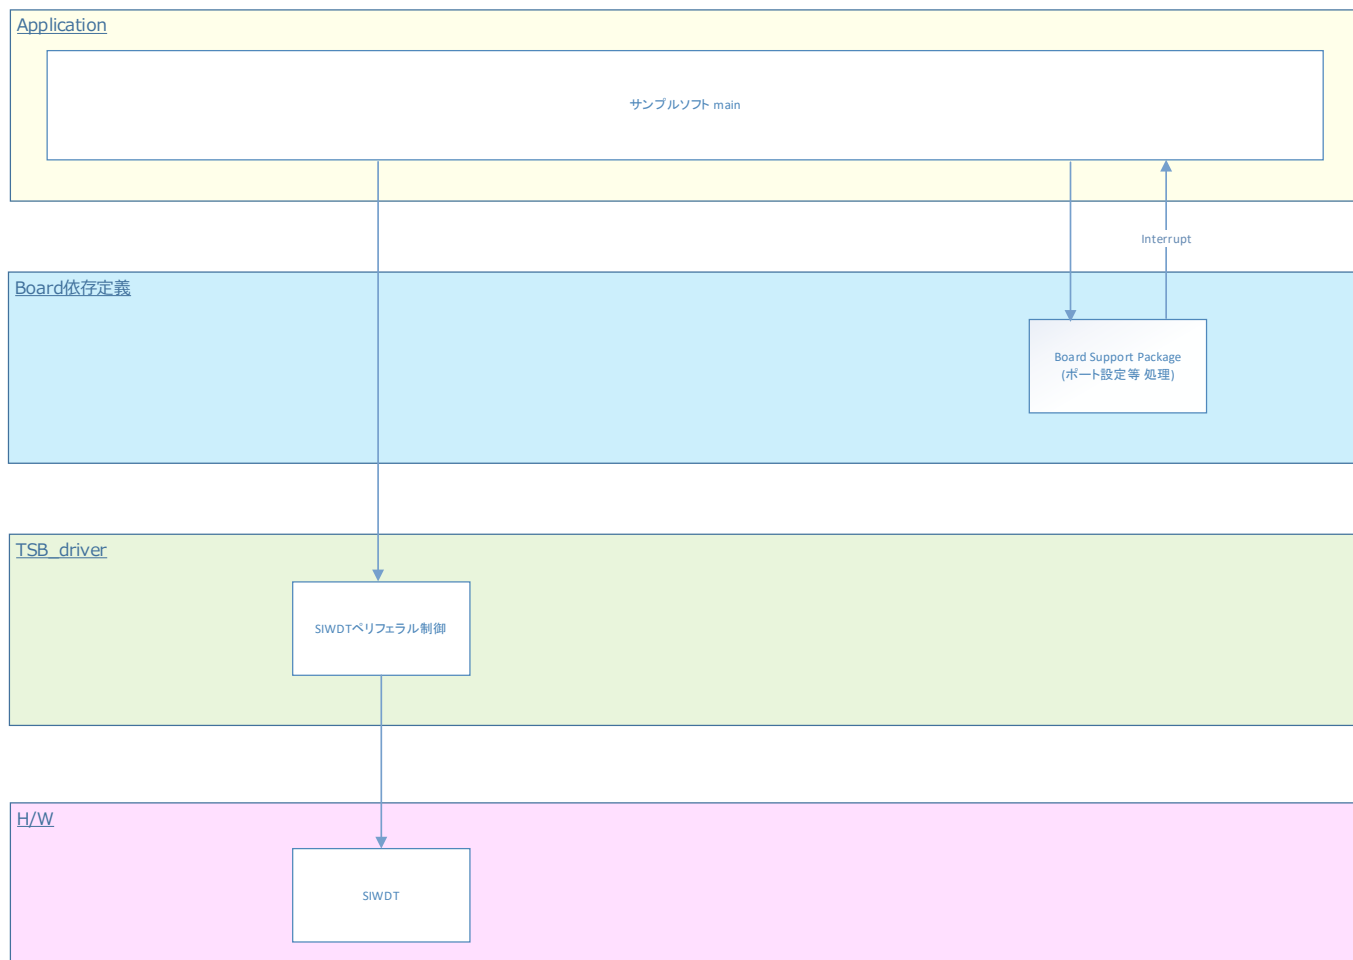 Application
サンプルソフト main
Interrupt
Board依存定義
Board Support Package
(ポート設定等 処理)
TSB_driver
SIWDTペリフェラル制御
H/W
SIWDT